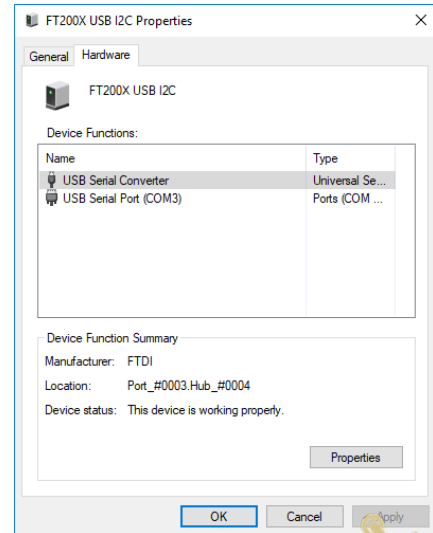 FT200X USB I2C Properties
General Hardware
FT200X USB I2C
Device Functions:
Name Type
USB Serial Converter Universal Se...
USB Serial Port (COM3) Ports (COM ...
Device Function Summary
Manufacturer: FTDI
Location: Port_#0003.Hub_#0004
Device status: This device is working properly.
Properties
OK Cancel Apply